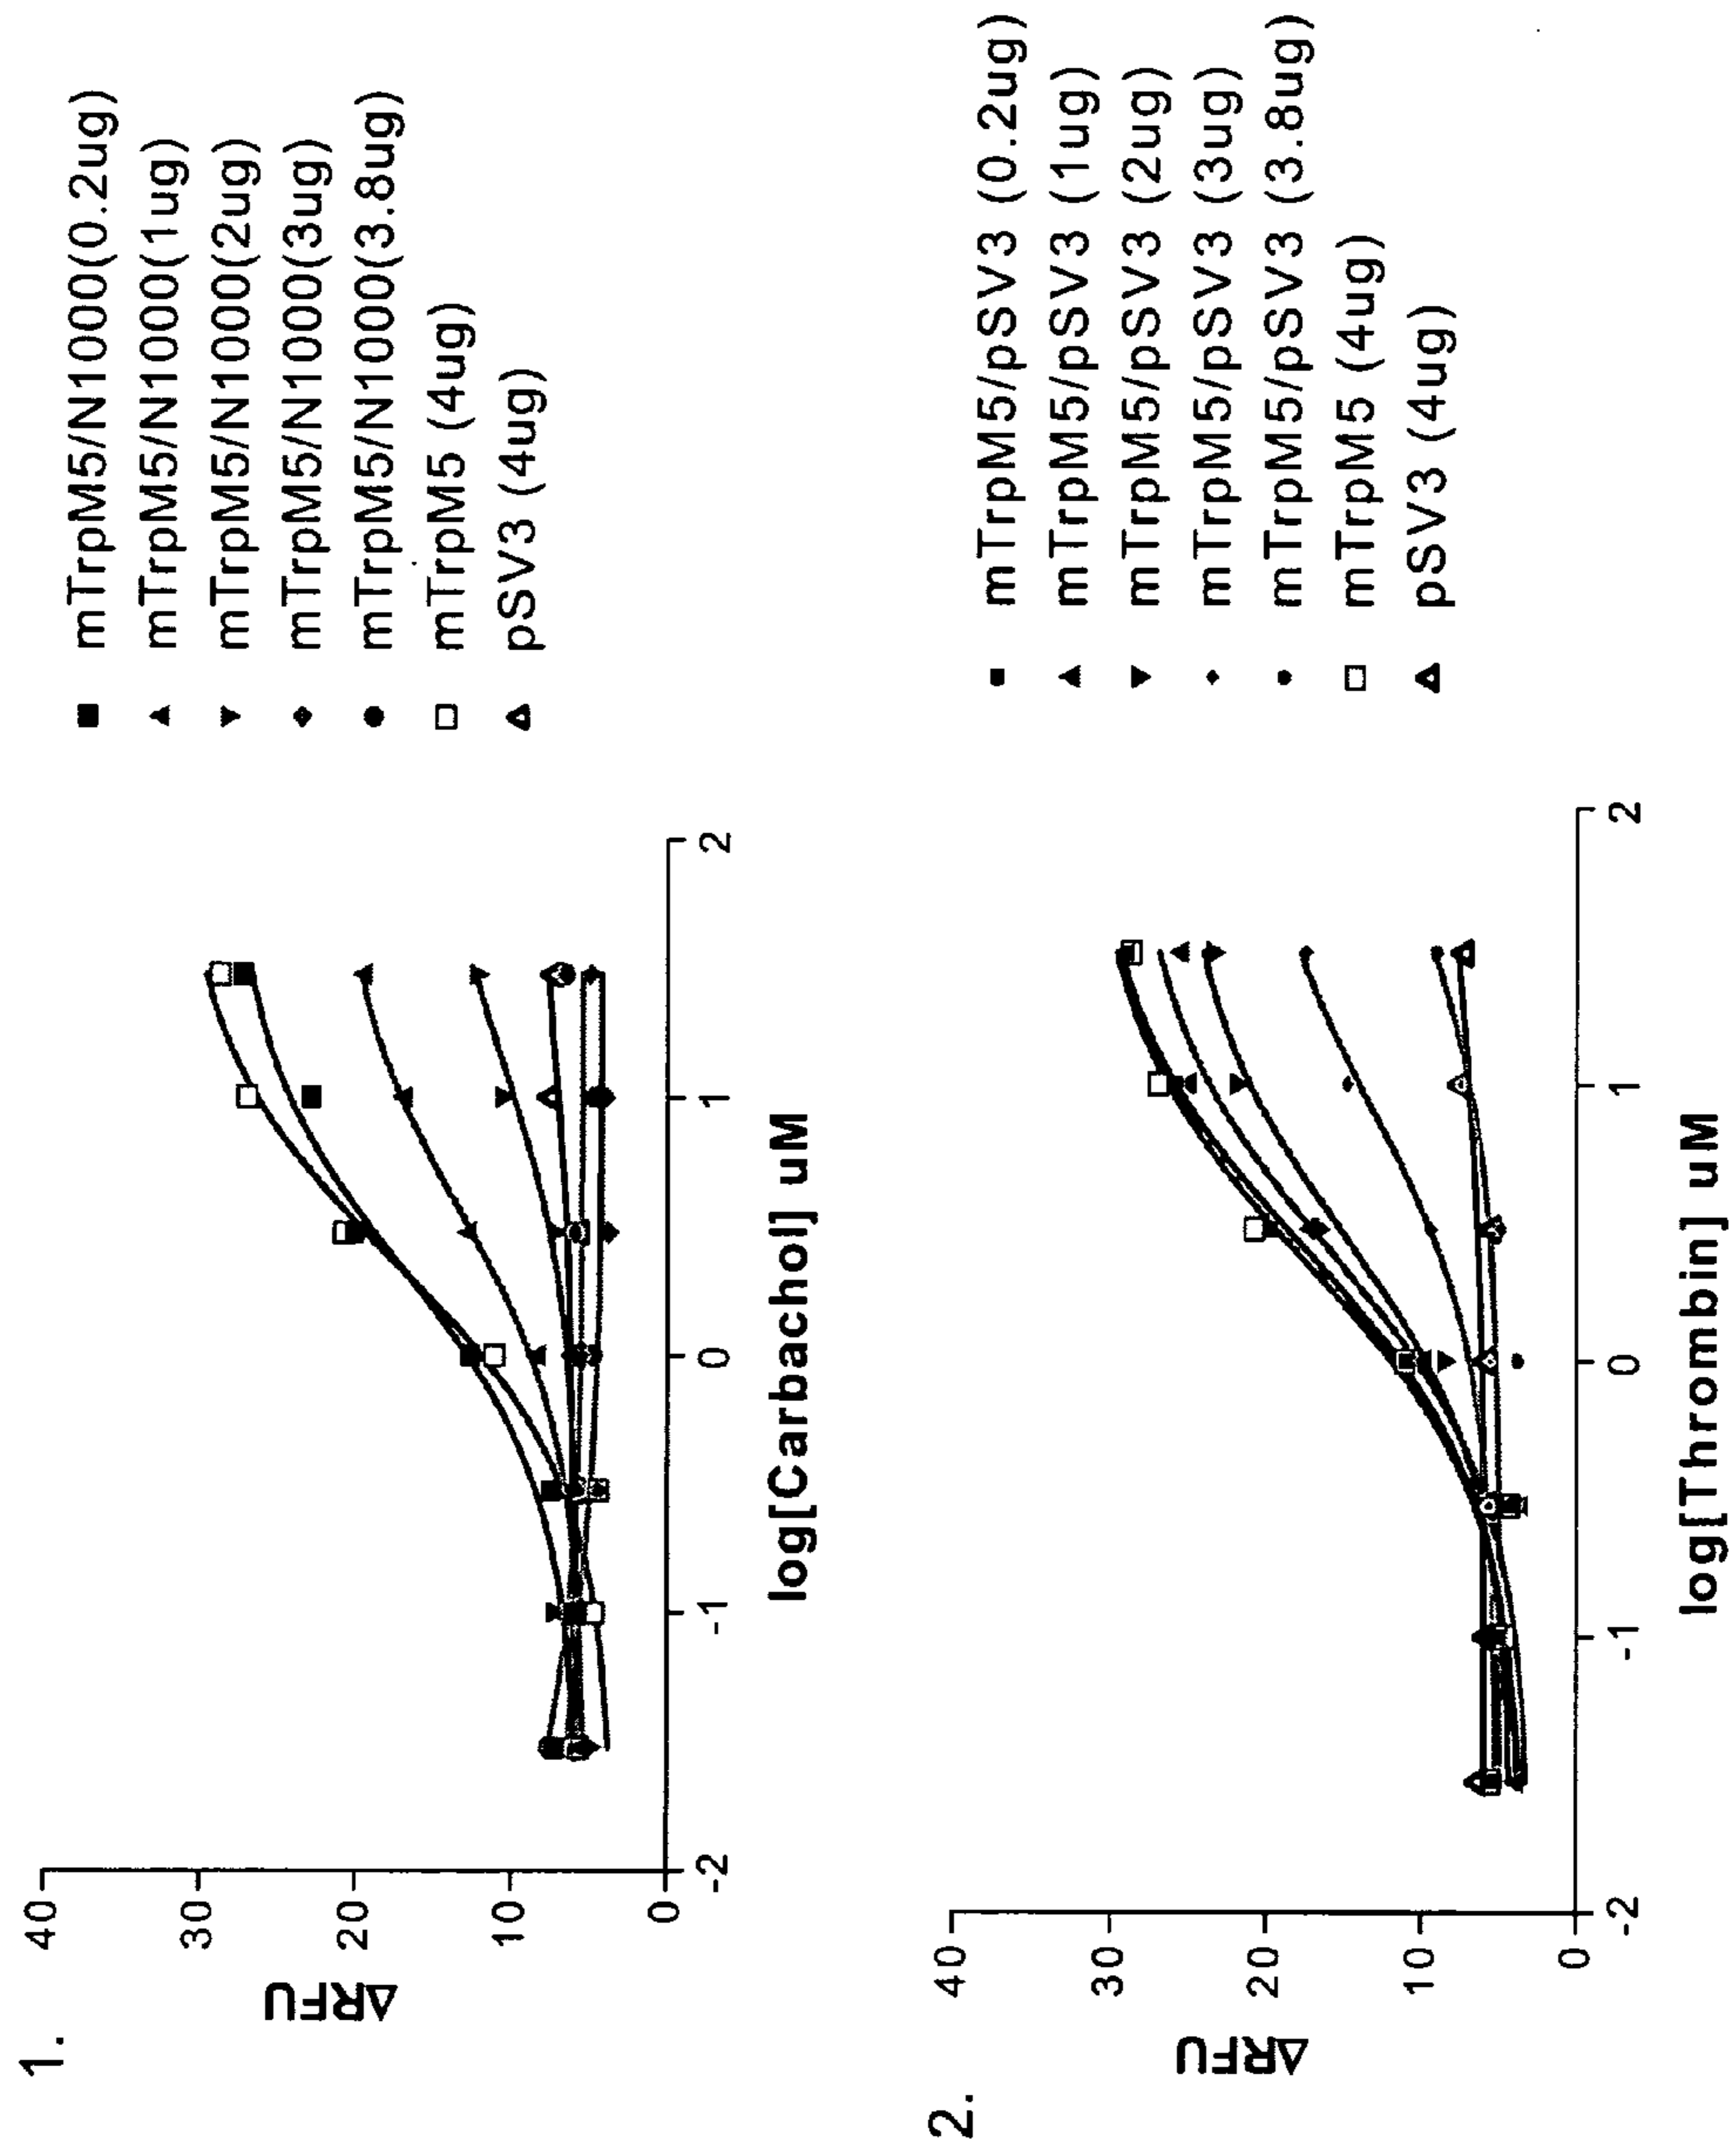 1.
ΔRFU
40
30
20
10
0
-2
-1
0
1
2
log[Carbachol] uM
mTrpM5/N1000(0.2ug)
mTrpM5/N1000(1ug)
mTrpM5/N1000(2ug)
mTrpM5/N1000(3ug)
mTrpM5/N1000(3.8ug)
mTrpM5 (4ug)
pSV3 (4ug)
2.
ΔRFU
40
30
20
10
0
-2
-1
0
1
2
log[Thrombin] uM
mTrpM5/pSV3 (0.2ug)
mTrpM5/pSV3 (1ug)
mTrpM5/pSV3 (2ug)
mTrpM5/pSV3 (3ug)
mTrpM5/pSV3 (3.8ug)
mTrpM5 (4ug)
pSV3 (4ug)